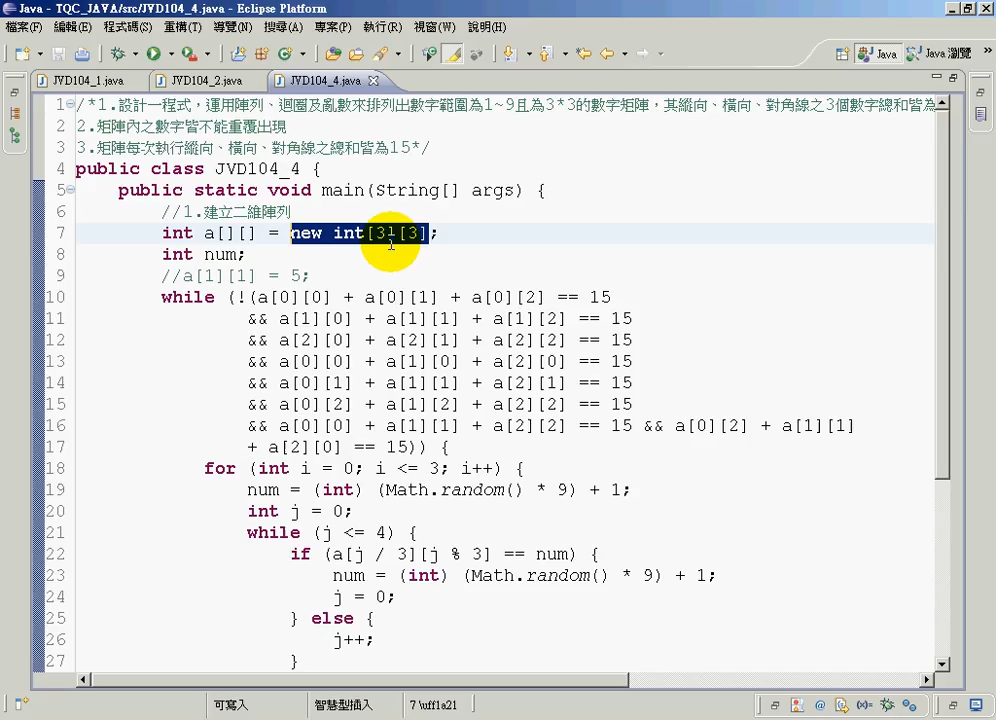 Java - TQC_JAVA/src/JVD104_4.java - Eclipse Platform
檔案(F) 編輯(E) 程式碼(S) 重構(T) 導覽(N) 搜尋(A) 專案(P) 執行(R) 視窗(W) 說明(H)
Java Java 瀏覽 »
JVD104_1.java JVD104_2.java JVD104_4.java
1 /*1.設計一程式，運用陣列、迴圈及亂數來排列出數字範圍為1~9且為3*3的數字矩陣，其縱向、橫向、對角線之3個數字總和皆為
2 2.矩陣內之數字皆不能重覆出現
3 3.矩陣每次執行縱向、橫向、對角線之總和皆為15*/
4 public class JVD104_4 {
5 public static void main(String[] args) {
6 //1.建立二維陣列
7 int a[][] = new int[3][3];
8 int num;
9 //a[1][1] = 5;
10 while (!(a[0][0] + a[0][1] + a[0][2] == 15
11 && a[1][0] + a[1][1] + a[1][2] == 15
12 && a[2][0] + a[2][1] + a[2][2] == 15
13 && a[0][0] + a[1][0] + a[2][0] == 15
14 && a[0][1] + a[1][1] + a[2][1] == 15
15 && a[0][2] + a[1][2] + a[2][2] == 15
16 && a[0][0] + a[1][1] + a[2][2] == 15 && a[0][2] + a[1][1]
17 + a[2][0] == 15)) {
18 for (int i = 0; i <= 3; i++) {
19 num = (int) (Math.random() * 9) + 1;
20 int j = 0;
21 while (j <= 4) {
22 if (a[j / 3][j % 3] == num) {
23 num = (int) (Math.random() * 9) + 1;
24 j = 0;
25 } else {
26 j++;
27 }
可寫入 智慧型插入 7 \uff1a21